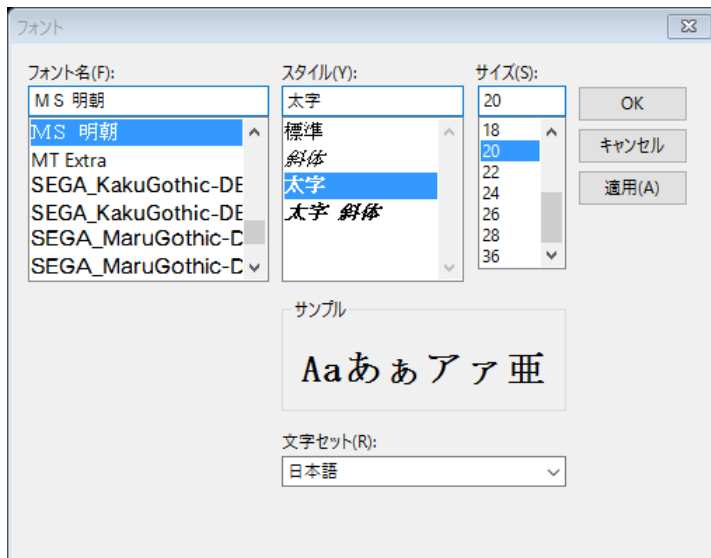 フォント
フォント名(F):
ＭＳ 明朝
ＭＳ 明朝
MT Extra
SEGA_KakuGothic-DE
SEGA_KakuGothic-DE
SEGA_MaruGothic-D
SEGA_MaruGothic-D
スタイル(Y):
太字
標準
斜体
太字
太字 斜体
サイズ(S):
20
18
20
22
24
26
28
36
OK
キャンセル
適用(A)
サンプル
Aaあぁアァ亜
文字セット(R):
日本語